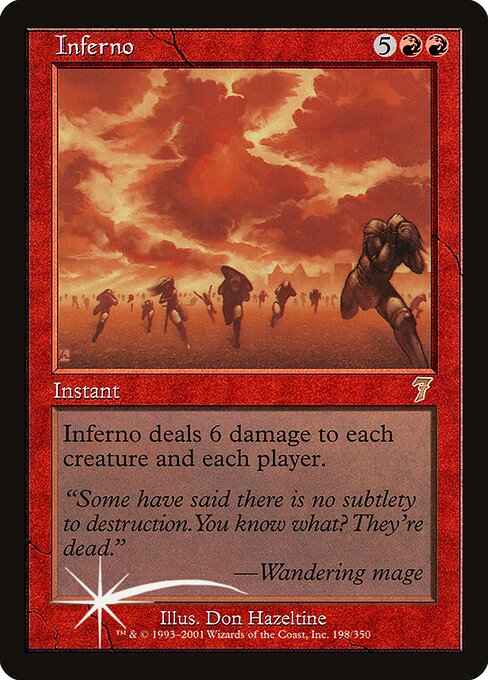 Inferno 5
Instant 7
Inferno deals 6 damage to each
creature and each player.
“Some have said there is no subtlety
to destruction. You know what? They’re
dead.”
—Wandering mage
Illus. Don Hazeltine
™ & © 1993–2001 Wizards of the Coast, Inc. 198/350